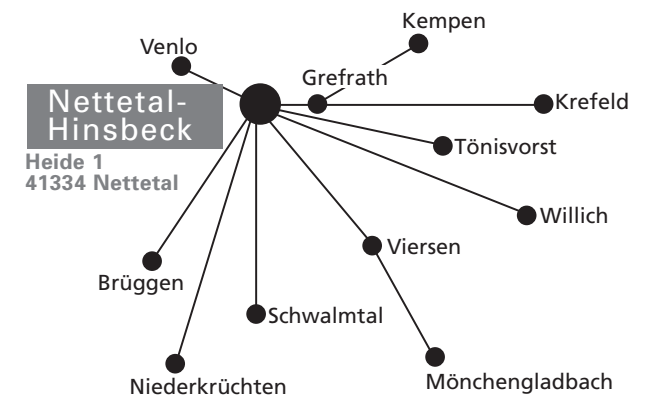 Kempen
Venlo
Grefrath
Nettetal-
Hinsbeck
Krefeld
Heide 1
41334 Nettetal
Tönisvorst
Willich
Viersen
Brüggen
Schwalmtal
Niederkrüchten
Mönchengladbach